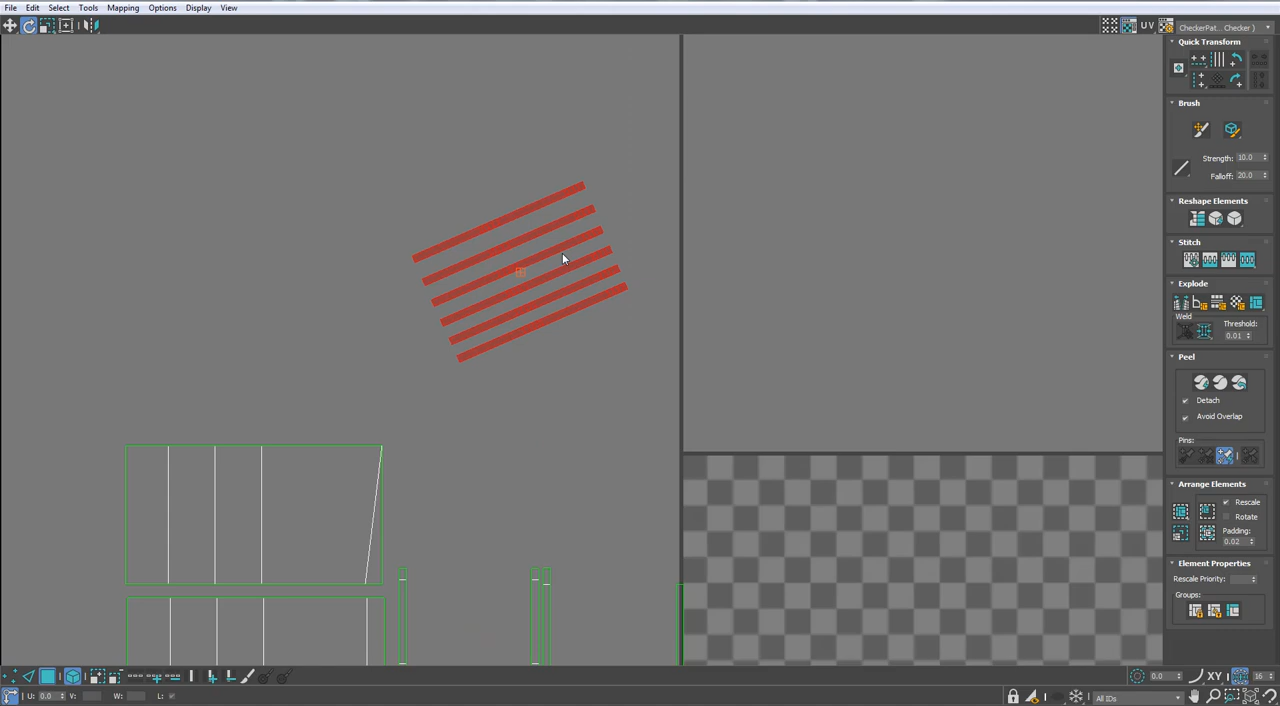 File Edit Select Tools Mapping Options Display View
UV CheckerPat... Checker )
Quick Transform
Brush
Strength: 10.0
Falloff: 20.0
Reshape Elements
Stitch
Explode
Weld
Threshold:
0.01
Peel
Detach
Avoid Overlap
Pins:
Arrange Elements
Rescale
Rotate
Padding:
0.02
Element Properties
Rescale Priority:
Groups:
0.0 XY 16
U: 0.0 V: W: L: All IDs